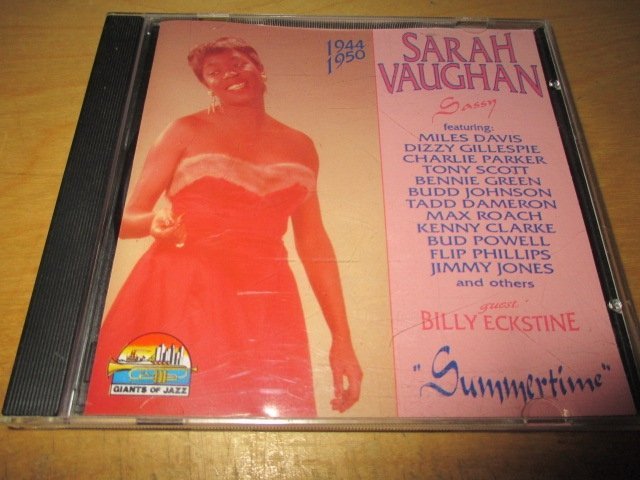 1944
1950
SARAH
VAUGHAN
Sassy
featuring:
MILES DAVIS
DIZZY GILLESPIE
CHARLIE PARKER
TONY SCOTT
BENNIE GREEN
BUDD JOHNSON
TADD DAMERON
MAX ROACH
KENNY CLARKE
BUD POWELL
FLIP PHILLIPS
JIMMY JONES
and others
guest:
BILLY ECKSTINE
"Summertime"
GIANTS OF JAZZ